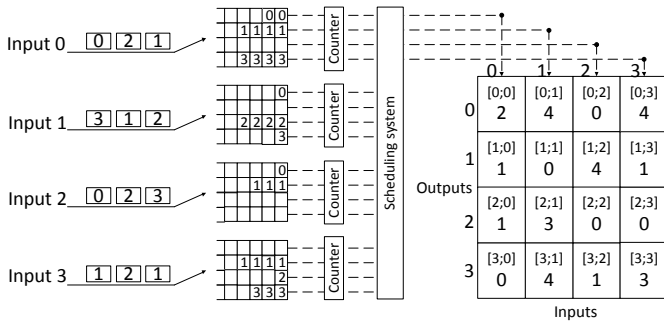 Input 0 0 2 1
0 0
1 1 1 1
3 3 3 3
Counter
Input 1 3 1 2
0
2 2 2 2
3
Counter
Input 2 0 2 3
0
1 1 1
Counter
Input 3 1 2 1
1 1 1 1
2
3 3 3
Counter
Scheduling system
0 1 2 3
[0;0] [0;1] [0;2] [0;3]
0 2 4 0 4
[1;0] [1;1] [1;2] [1;3]
1 1 0 4 1
Outputs
[2;0] [2;1] [2;2] [2;3]
2 1 3 0 0
[3;0] [3;1] [3;2] [3;3]
3 0 4 1 3
Inputs